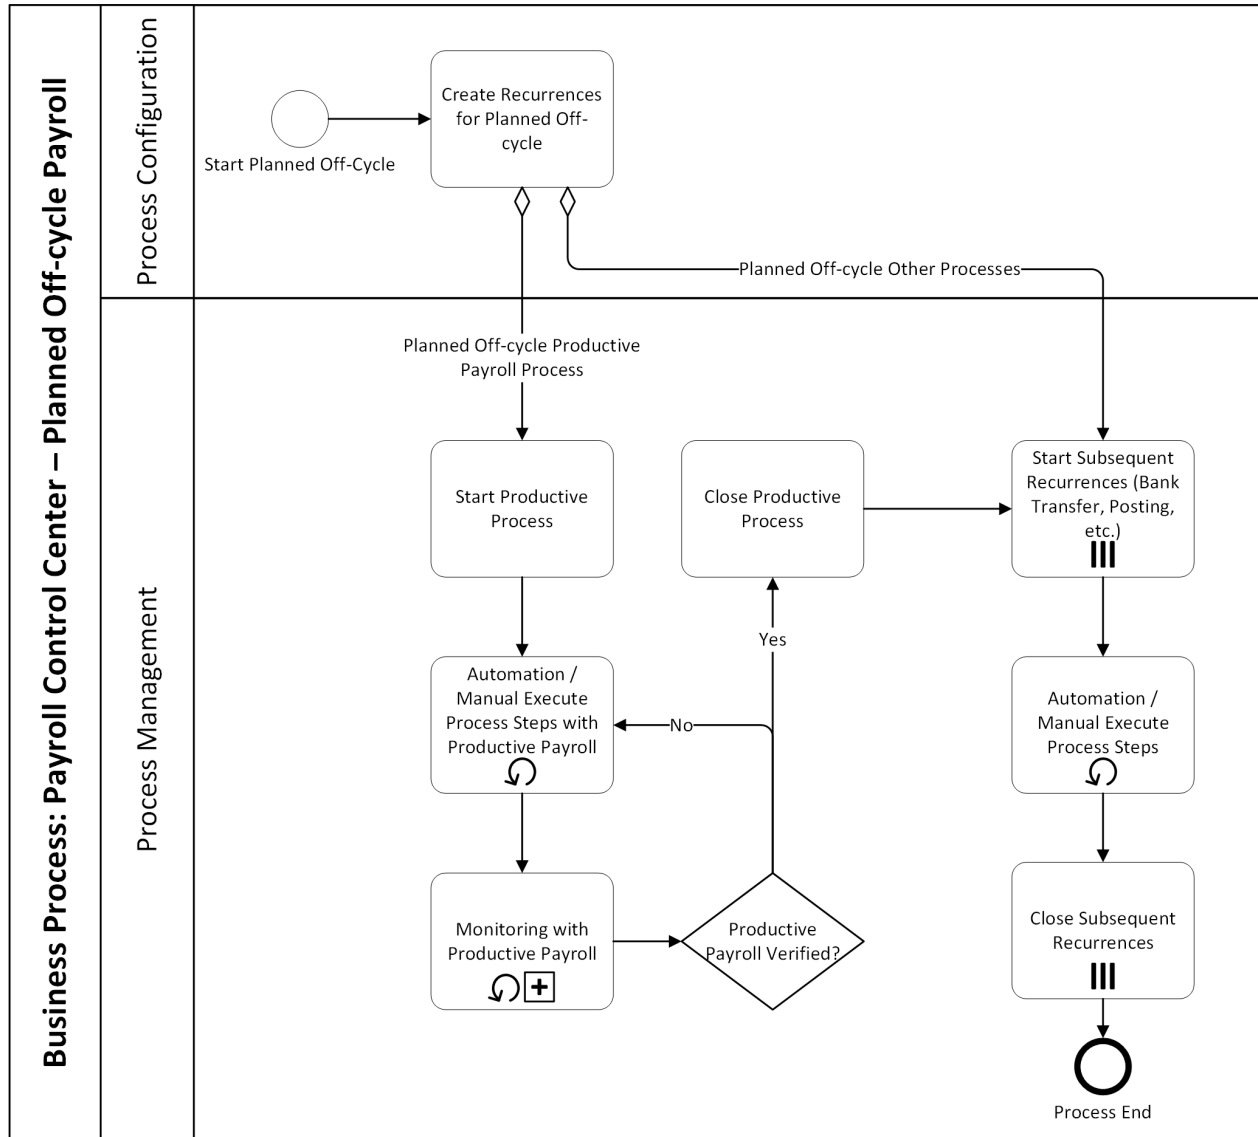 Business Process: Payroll Control Center – Planned Off-cycle Payroll
Process Configuration
Start Planned Off-Cycle
Create Recurrences
for Planned Off-
cycle
Planned Off-cycle Other Processes
Process Management
Planned Off-cycle Productive
Payroll Process
Start Productive
Process
Close Productive
Process
Start Subsequent
Recurrences (Bank
Transfer, Posting,
etc.)
Yes
Automation /
Manual Execute
Process Steps with
Productive Payroll
No
Automation /
Manual Execute
Process Steps
Monitoring with
Productive Payroll
Productive
Payroll Verified?
Close Subsequent
Recurrences
Process End